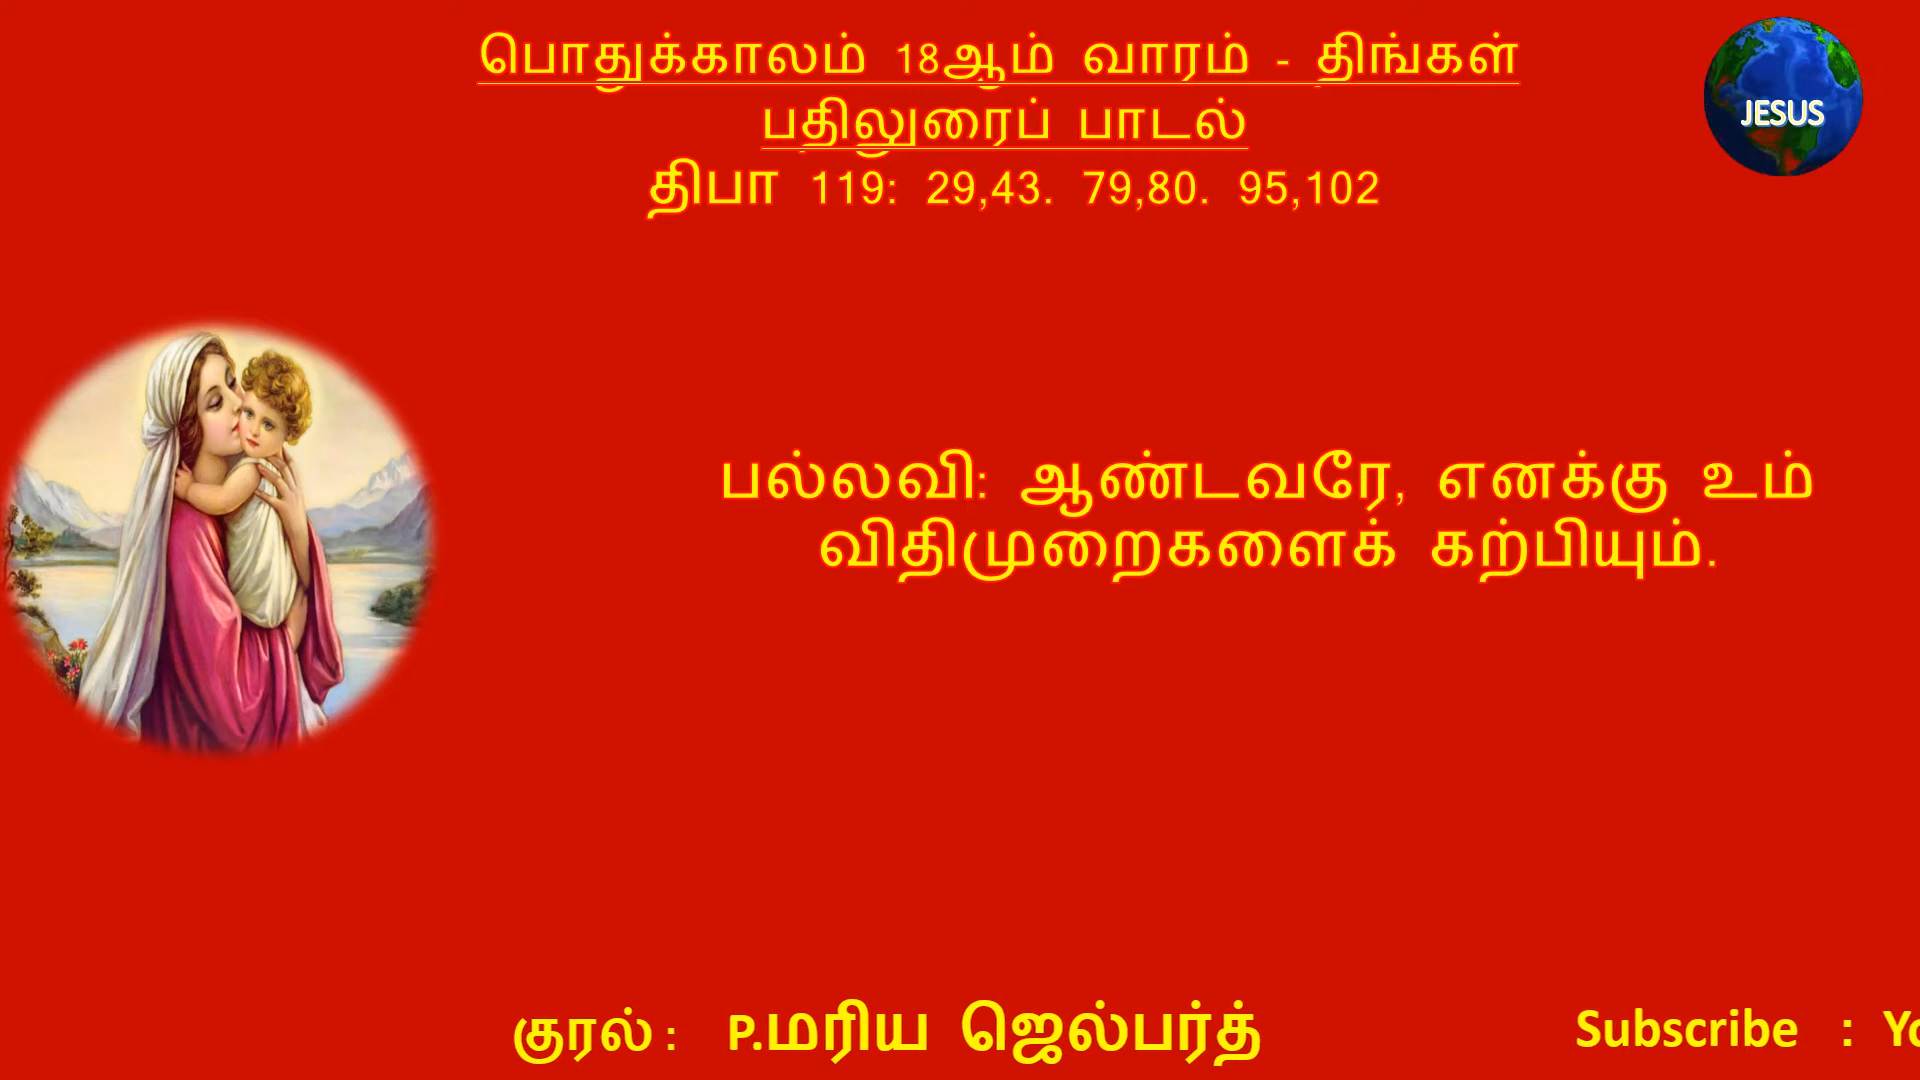 பொதுக்காலம் 18ஆம் வாரம் - திங்கள்
பதிலுரைப் பாடல்
திபா 119: 29,43. 79,80. 95,102
JESUS
பல்லவி: ஆண்டவரே, எனக்கு உம்
விதிமுறைகளைக் கற்பியும்.
குரல் : P.மரிய ஜெல்பர்த்
Subscribe : Yo